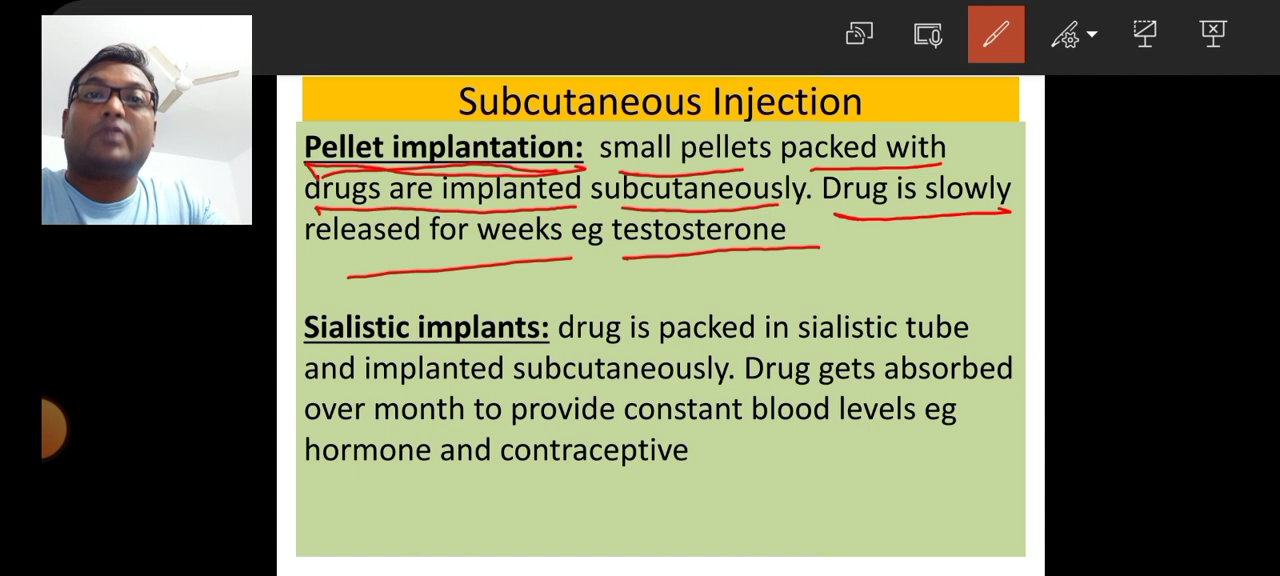 Subcutaneous Injection
Pellet implantation: small pellets packed with
drugs are implanted subcutaneously. Drug is slowly
released for weeks eg testosterone
Sialistic implants: drug is packed in sialistic tube
and implanted subcutaneously. Drug gets absorbed
over month to provide constant blood levels eg
hormone and contraceptive